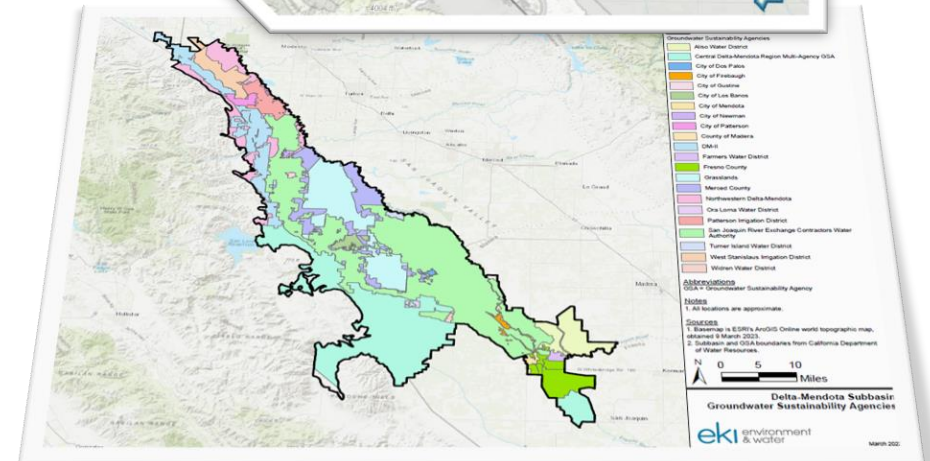 Groundwater Sustainability Agencies
Aliso Water District
Central Delta-Mendota Region Multi-Agency GSA
City of Dos Palos
City of Firebaugh
City of Gustine
City of Los Banos
City of Mendota
City of Newman
City of Patterson
County of Madera
DM-II
Farmers Water District
Fresno County
Grasslands
Merced County
Northwestern Delta-Mendota
Oro Loma Water District
Patterson Irrigation District
San Joaquin River Exchange Contractors Water
Authority
Turner Island Water District
West Stanislaus Irrigation District
Widren Water District
Abbreviations
GSA = Groundwater Sustainability Agency
Notes
1. All locations are approximate.
Sources
1. Basemap is ESRI's ArcGIS Online world topographic map,
obtained 9 March 2023.
2. Subbasin and GSA boundaries from California Department
of Water Resources.
N
0 5 10
Miles
Delta-Mendota Subbasin
Groundwater Sustainability Agencies
eki environment
& water
March 202
Madera